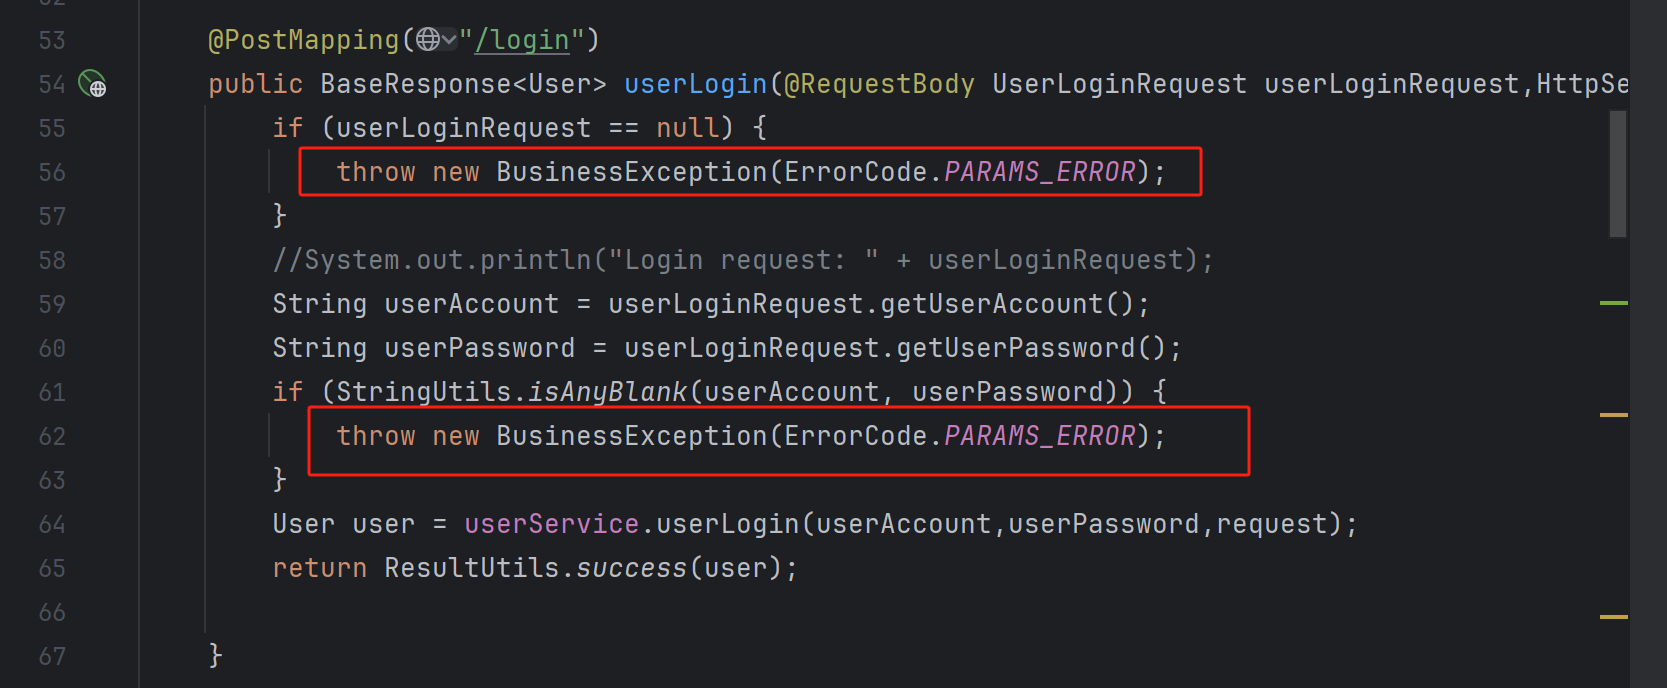 53 @PostMapping("/login")
54 public BaseResponse<User> userLogin(@RequestBody UserLoginRequest userLoginRequest,HttpSe
55 if (userLoginRequest == null) {
56 throw new BusinessException(ErrorCode.PARAMS_ERROR);
57 }
58 //System.out.println("Login request: " + userLoginRequest);
59 String userAccount = userLoginRequest.getUserAccount();
60 String userPassword = userLoginRequest.getUserPassword();
61 if (StringUtils.isAnyBlank(userAccount, userPassword)) {
62 throw new BusinessException(ErrorCode.PARAMS_ERROR);
63 }
64 User user = userService.userLogin(userAccount,userPassword,request);
65 return ResultUtils.success(user);
66
67 }